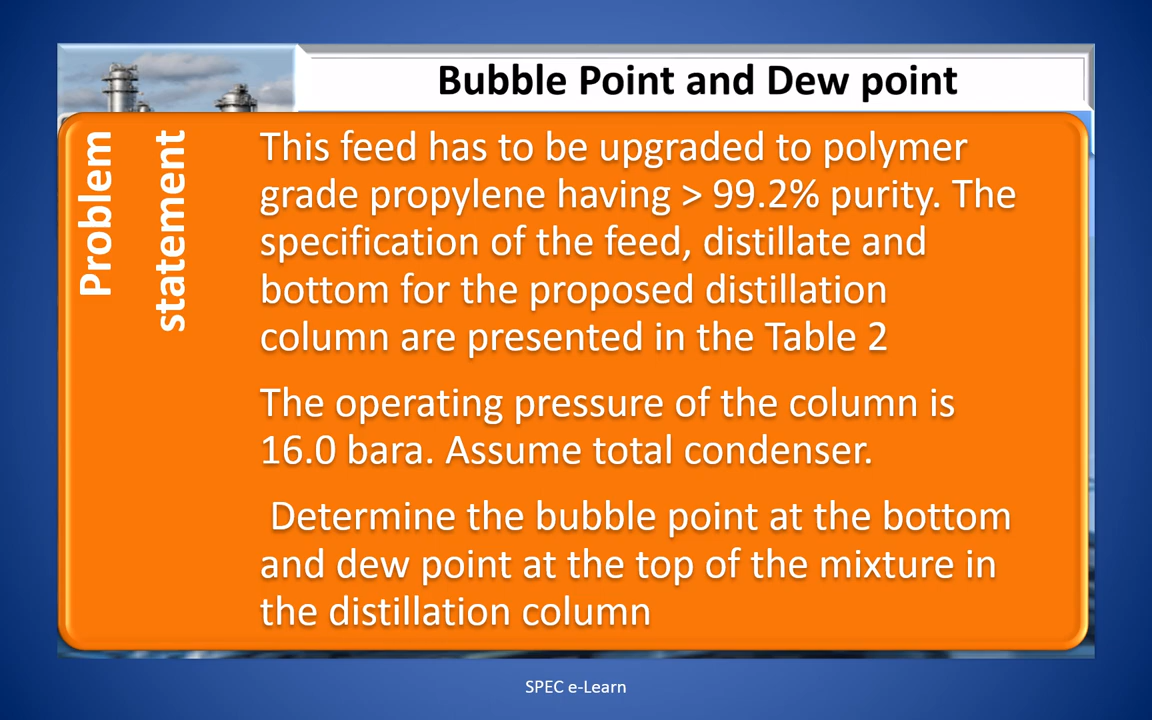 Bubble Point and Dew point
Problem
statement
This feed has to be upgraded to polymer
grade propylene having > 99.2% purity. The
specification of the feed, distillate and
bottom for the proposed distillation
column are presented in the Table 2
The operating pressure of the column is
16.0 bara. Assume total condenser.
Determine the bubble point at the bottom
and dew point at the top of the mixture in
the distillation column
SPEC e-Learn